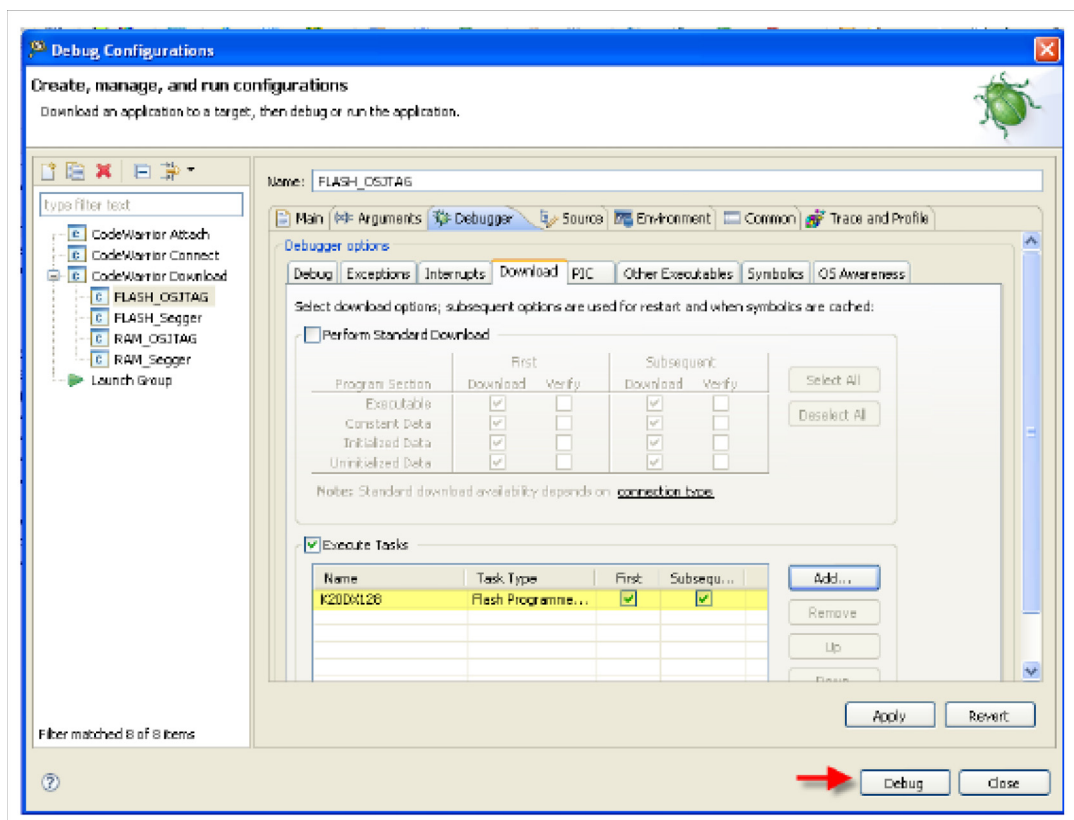 Debug Configurations
Create, manage, and run configurations
Download an application to a target, then debug or run the application.
type filter text
CodeWarrior Attach
CodeWarrior Connect
CodeWarrior Download
FLASH_OSJTAG
FLASH_Segger
RAM_OSJTAG
RAM_Segger
Launch Group
Filter matched 8 of 8 items
Name: FLASH_OSJTAG
Main Arguments Debugger Source Environment Common Trace and Profile
Debugger options
Debug Exceptions Interrupts Download PIC Other Executables Symbolics OS Awareness
Select download options; subsequent options are used for restart and when symbolics are cached:
Perform Standard Download
First Subsequent
Program Section Download Verify Download Verify
Executable
Constant Data
Initialized Data
Uninitialized Data
Select All
Deselect All
Note: Standard download availability depends on connection type.
Execute Tasks
Name Task Type First Subsequ...
K20DX128 Flash Programme...
Add...
Remove
Up
Down
Apply Revert
Debug Close